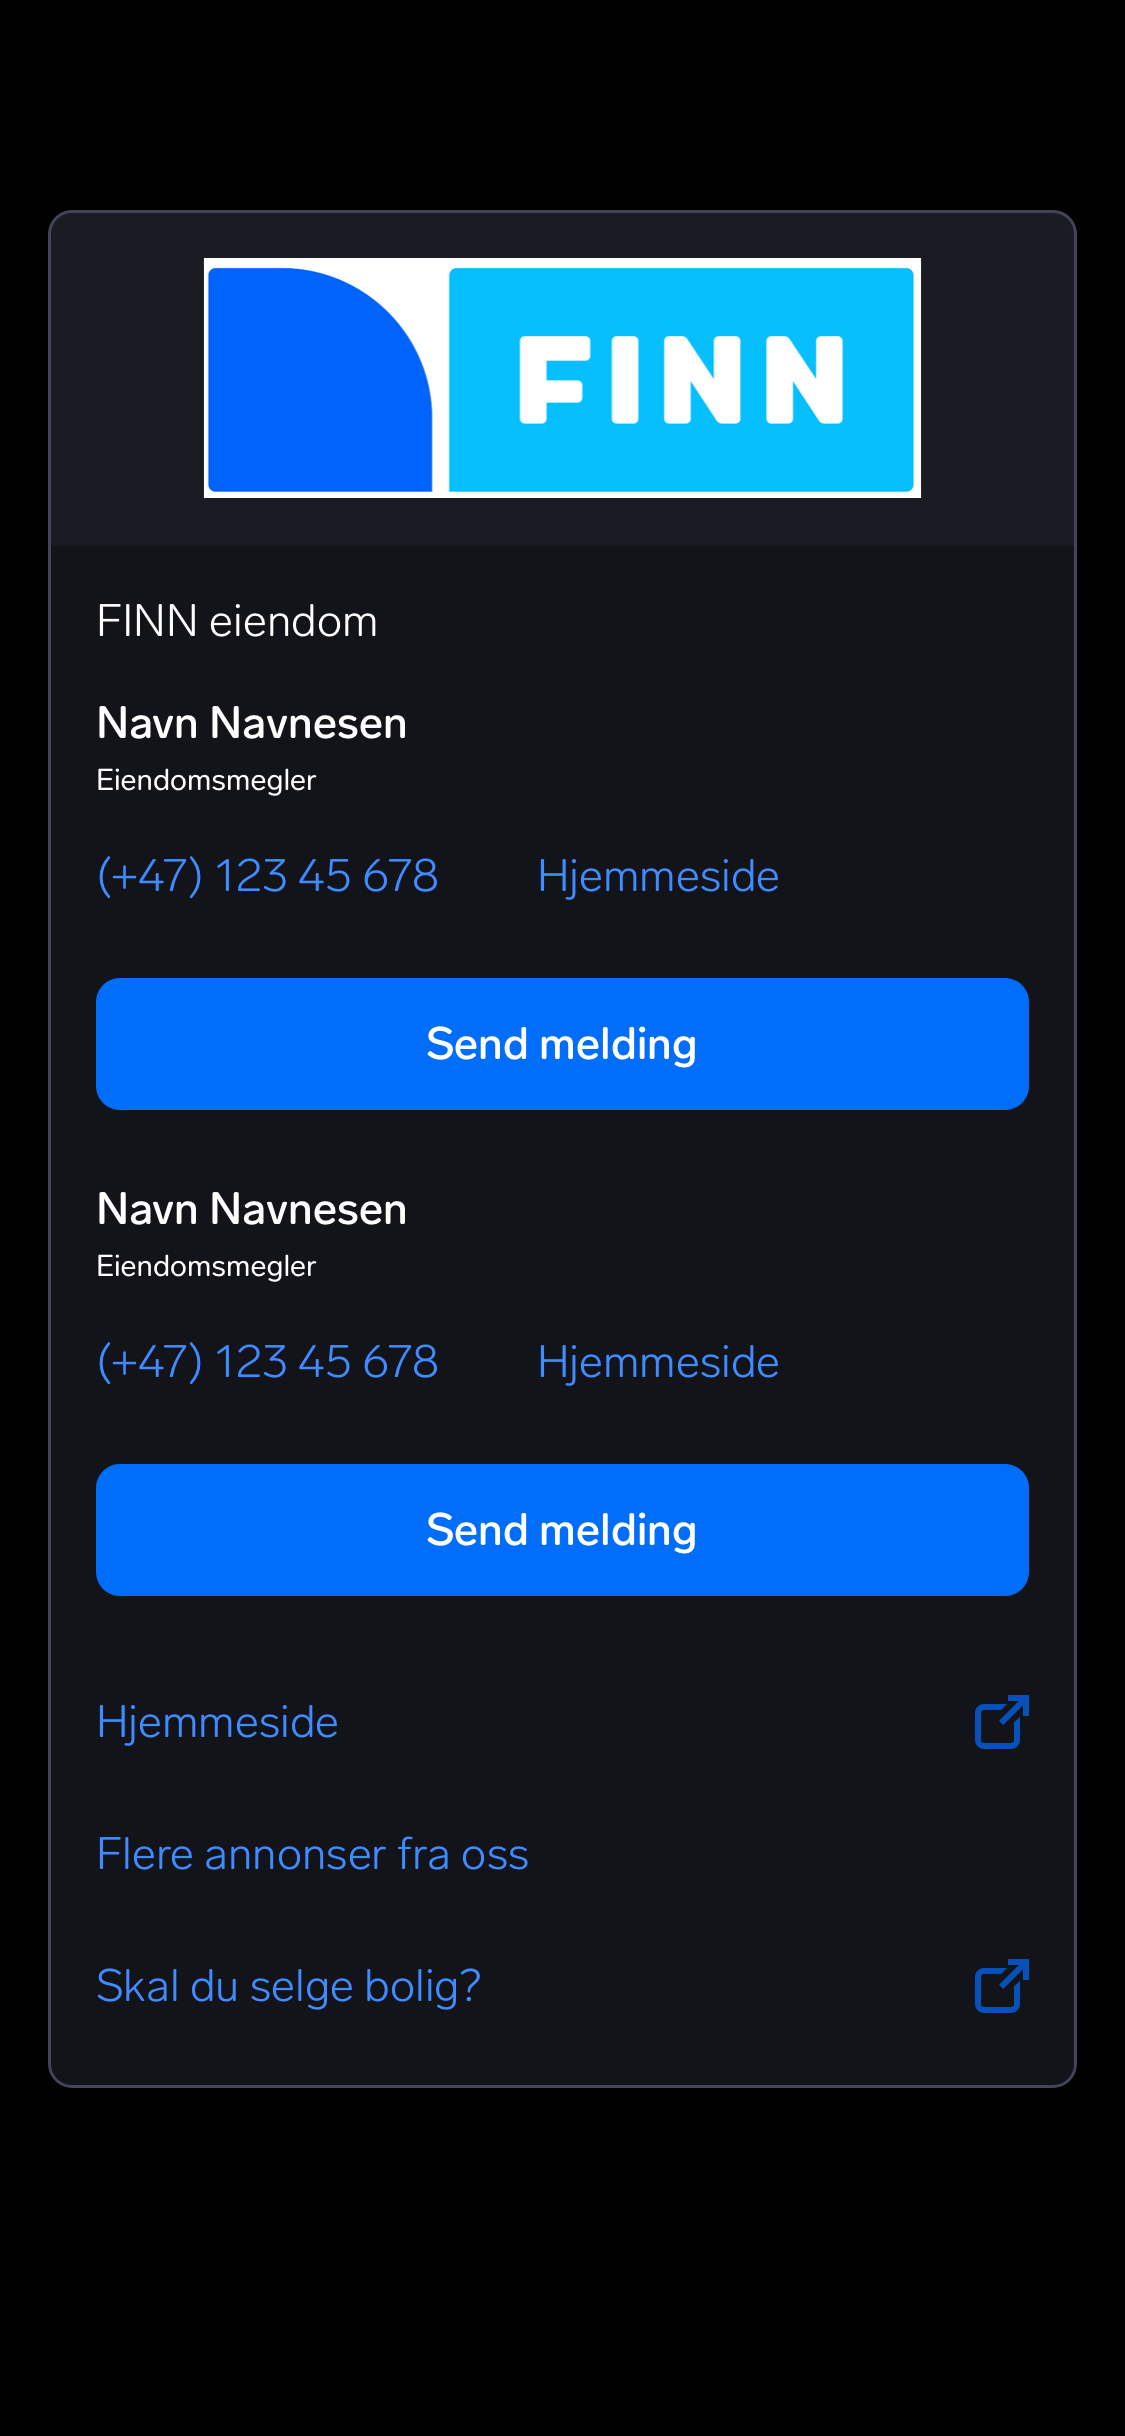 FINN
FINN eiendom
Navn Navnesen
Eiendomsmegler
(+47) 123 45 678 Hjemmeside
Send melding
Navn Navnesen
Eiendomsmegler
(+47) 123 45 678 Hjemmeside
Send melding
Hjemmeside
Flere annonser fra oss
Skal du selge bolig?